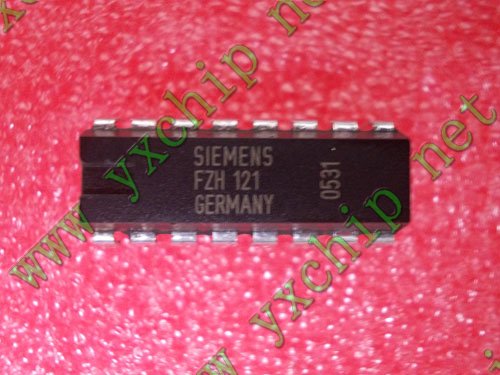 SIEMENS
FZH 121
GERMANY
0531
www yxchip net
www yxchip net